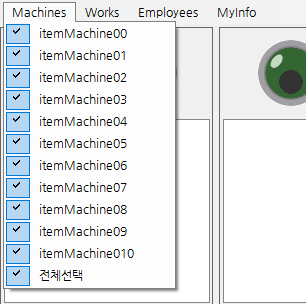 Machines Works Employees MyInfo
itemMachine00
itemMachine01
itemMachine02
itemMachine03
itemMachine04
itemMachine05
itemMachine06
itemMachine07
itemMachine08
itemMachine09
itemMachine010
전체선택